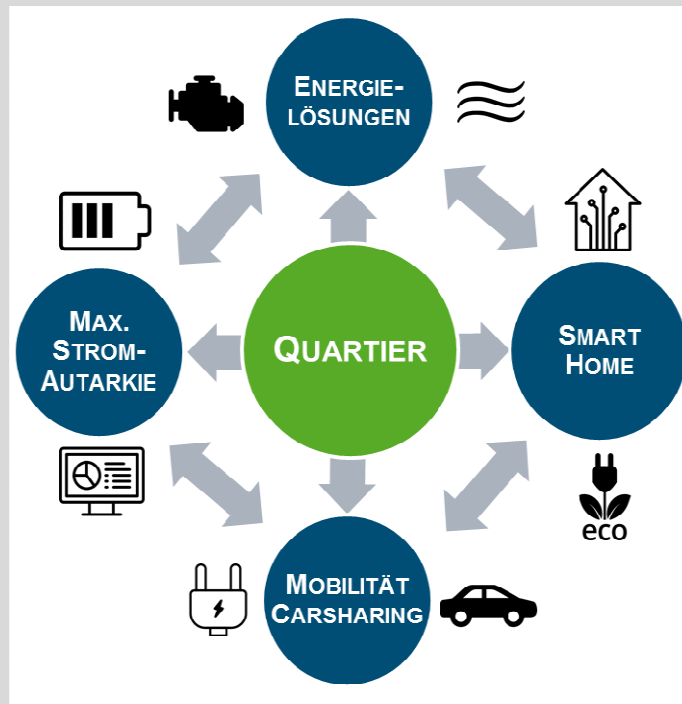 ENERGIE-
LÖSUNGEN
MAX.
STROM-
AUTARKIE
QUARTIER
SMART
HOME
eco
MOBILITÄT
CARSHARING